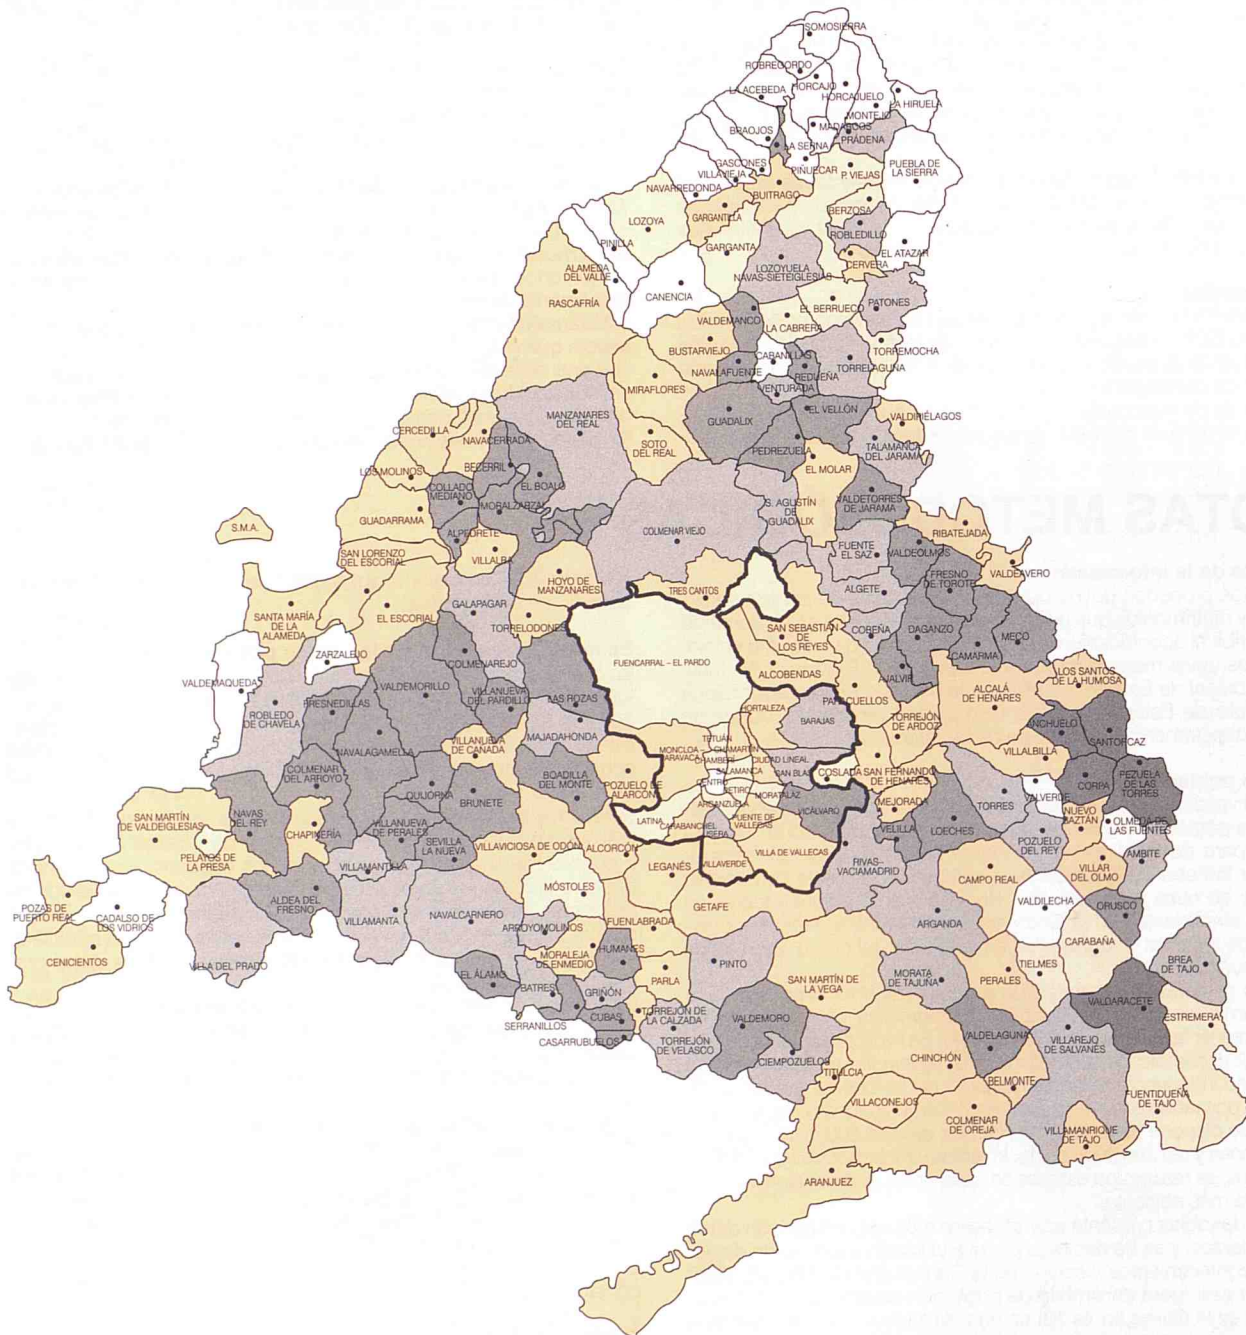 SOMOSIERRA
ROBREGORDO
HORCAJO
LA ACEBEDA
HORCAJUELO
LA HIRUELA
MONTEJO
MADARCOS
PRÁDENA
BRAOJOS
LA SERNA
PUEBLA DE
LA SIERRA
GASCONES
PIÑUECAR
P. VIEJAS
VILLAVIEJA
NAVARREDONDA
BUITRAGO
BERZOSA
GARGANTILLA
LOZOYA
ROBLEDILLO
PINILLA
GARGANTA
EL ATAZAR
CERVERA
ALAMEDA
DEL VALLE
LOZOYUELA
NAVAS-SIETEIGLESIAS
RASCAFRÍA
CANENCIA
PATONES
EL BERRUECO
VALDEMANCO
LA CABRERA
BUSTARVIEJO
CABANILLAS
TORREMOCHA
NAVALAFUENTE
REDUEÑA
TORRELAGUNA
MIRAFLORES
VENTURADA
MANZANARES
DEL REAL
GUADALIX
EL VELLÓN
VALDIPIÉLAGOS
CERCEDILLA
NAVACERRADA
SOTO
DEL REAL
PEDREZUELA
TALAMANCA
DEL JARAMA
LOS MOLINOS
BECERRIL
EL BOALO
EL MOLAR
COLLADO
MEDIANO
MORALZARZAL
VALDETORRES
DE JARAMA
S. AGUSTÍN
DE
GUADALIX
GUADARRAMA
S.M.A.
ALPEDRETE
COLMENAR VIEJO
RIBATEJADA
SAN LORENZO
DEL ESCORIAL
VILLALBA
FUENTE
EL SAZ
VALDEOLMOS
HOYO DE
MANZANARES
FRESNO
DE TOROTE
VALDEAVERO
TRES CANTOS
ALGETE
SANTA MARÍA
DE LA
ALAMEDA
EL ESCORIAL
GALAPAGAR
TORRELODONES
SAN SEBASTIÁN
DE
LOS REYES
COBEÑA
DAGANZO
MECO
CAMARMA
ZARZALEJO
COLMENAREJO
FUENCARRAL – EL PARDO
ALCOBENDAS
AJALVIR
LOS SANTOS
DE LA HUMOSA
VALDEMAQUEDA
VALDEMORILLO
VILLANUEVA
DEL PARDILLO
LAS ROZAS
PARACUELLOS
ALCALÁ
DE HENARES
ROBLEDO
DE CHAVELA
FRESNEDILLAS
HORTALEZA
BARAJAS
TORREJÓN
DE ARDOZ
ANCHUELO
SANTORCAZ
NAVALAGAMELLA
VILLANUEVA
DE CAÑADA
MAJADAHONDA
TETUÁN
CHAMARTÍN
MONCLOA –
ARAVACA
CHAMBERÍ
CIUDAD LINEAL
VILLALBILLA
COLMENAR
DEL ARROYO
SALAMANCA
SAN BLAS
COSLADA
SAN FERNANDO
DE HENARES
CORPA
PEZUELA
DE LAS
TORRES
QUIJORNA
BRUNETE
BOADILLA
DEL MONTE
POZUELO DE
ALARCÓN
CENTRO
RETIRO
MORATALAZ
MEJORADA
TORRES
VALVERDE
NUEVO
BAZTÁN
OLMEDA DE
LAS FUENTES
SAN MARTÍN
DE VALDEIGLESIAS
NAVAS
DEL REY
CHAPINERÍA
VILLANUEVA
DE PERALES
SEVILLA
LA NUEVA
LATINA
ARGANZUELA
CARABANCHEL
USERA
PUENTE DE
VALLECAS
VICÁLVARO
VELILLA
LOECHES
POZUELO
DEL REY
AMBITE
PELAYOS DE
LA PRESA
VILLAMANTILLA
VILLAVICIOSA DE ODÓN
ALCORCÓN
LEGANÉS
VILLAVERDE
VILLA DE VALLECAS
RIVAS–
VACIAMADRID
CAMPO REAL
VILLAR
DEL OLMO
POZAS DE
PUERTO REAL
CADALSO DE
LOS VIDRIOS
ALDEA DEL
FRESNO
VILLAMANTA
NAVALCARNERO
MÓSTOLES
GETAFE
VALDILECHA
ORUSCO
ARROYOMOLINOS
FUENLABRADA
ARGANDA
CENICIENTOS
VILLA DEL PRADO
MORALEJA
DE ENMEDIO
HUMANES
PINTO
CARABAÑA
TIELMES
BREA
DE TAJO
EL ÁLAMO
PARLA
SAN MARTÍN DE
LA VEGA
MORATA
DE TAJUÑA
PERALES
BATRES
GRIÑÓN
VALDARACETE
SERRANILLOS
CUBAS
TORREJÓN DE
LA CALZADA
VALDEMORO
ESTREMERA
CASARRUBUELOS
TORREJÓN
DE VELASCO
VALDELAGUNA
VILLAREJO
DE SALVANÉS
CIEMPOZUELOS
CHINCHÓN
TITULCIA
BELMONTE
FUENTIDUEÑA
DE TAJO
VILLACONEJOS
COLMENAR
DE OREJA
VILLAMANRIQUE
DE TAJO
ARANJUEZ